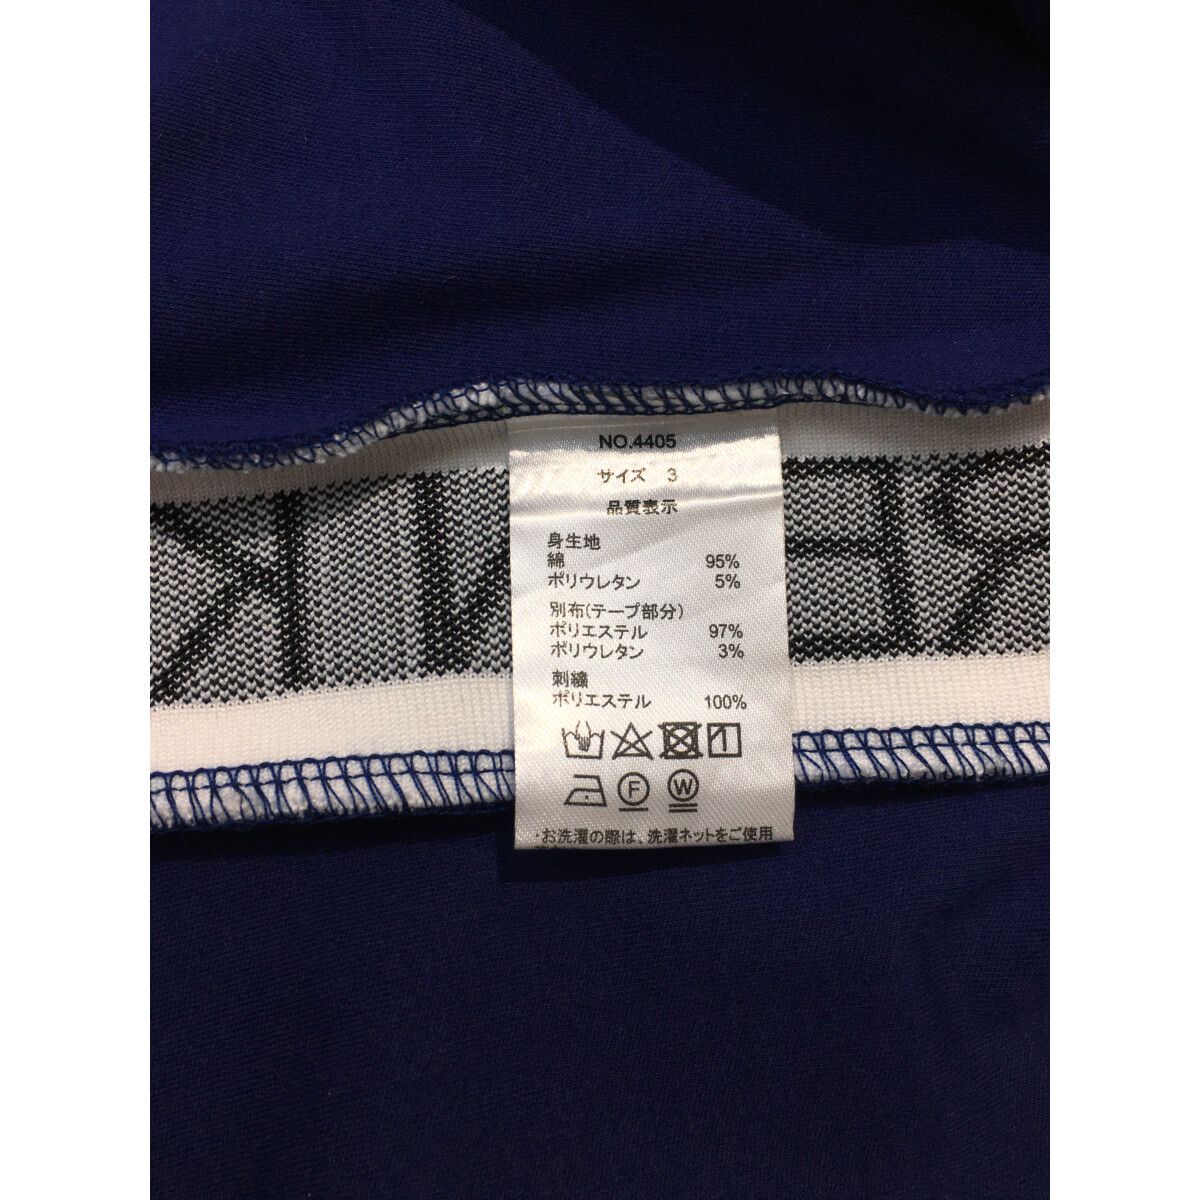 NO.4405
サイズ 3
品質表示
身生地
綿 95%
ポリウレタン 5%
別布(テープ部分)
ポリエステル 97%
ポリウレタン 3%
刺繍
ポリエステル 100%
1
F W
・お洗濯の際は、洗濯ネットをご使用